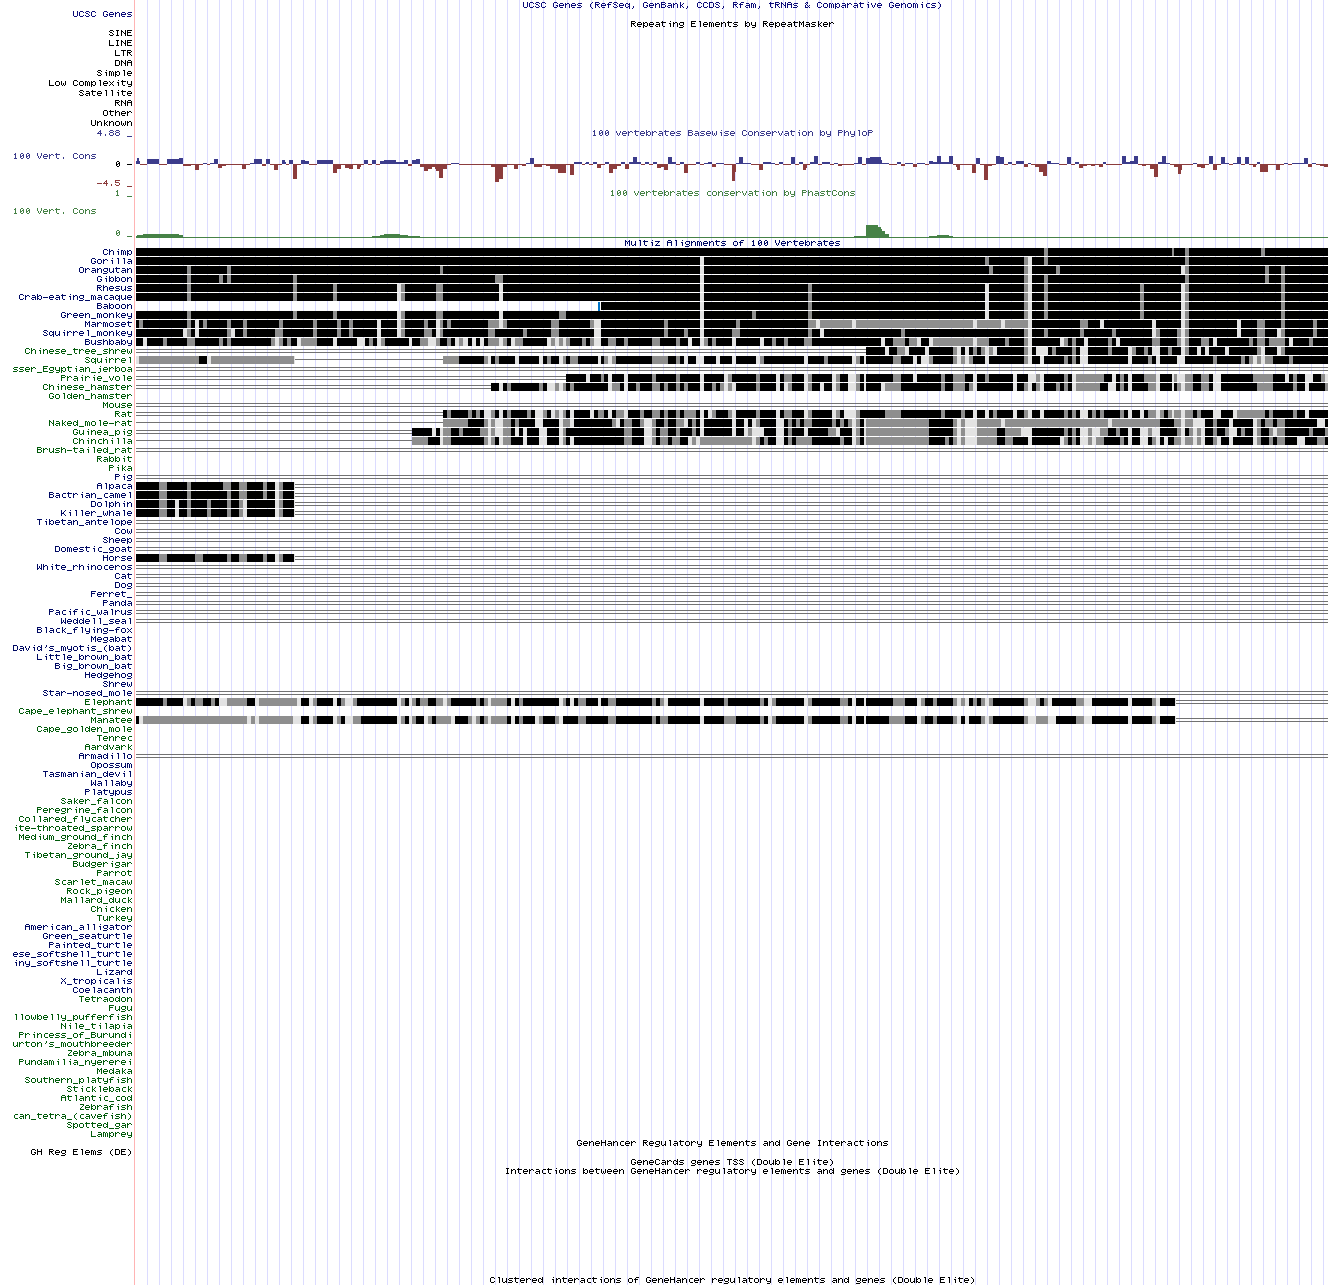 UCSC Genes (RefSeq, GenBank, CCDS, Rfam, tRNAs & Comparative Genomics)
UCSC Genes
Repeating Elements by RepeatMasker
SINE
LINE
LTR
DNA
Simple
Low Complexity
Satellite
RNA
Other
Unknown
4.88 _
100 vertebrates Basewise Conservation by PhyloP
100 Vert. Cons
0 -
-4.5 _
1 _
100 vertebrates conservation by PhastCons
100 Vert. Cons
0 _
Multiz Alignments of 100 Vertebrates
Chimp
Gorilla
Orangutan
Gibbon
Rhesus
Crab-eating_macaque
Baboon
Green_monkey
Marmoset
Squirrel_monkey
Bushbaby
Chinese_tree_shrew
Squirrel
sser_Egyptian_jerboa
Prairie_vole
Chinese_hamster
Golden_hamster
Mouse
Rat
Naked_mole-rat
Guinea_pig
Chinchilla
Brush-tailed_rat
Rabbit
Pika
Pig
Alpaca
Bactrian_camel
Dolphin
Killer_whale
Tibetan_antelope
Cow
Sheep
Domestic_goat
Horse
White_rhinoceros
Cat
Dog
Ferret_
Panda
Pacific_walrus
Weddell_seal
Black_flying-fox
Megabat
David's_myotis_(bat)
Little_brown_bat
Big_brown_bat
Hedgehog
Shrew
Star-nosed_mole
Elephant
Cape_elephant_shrew
Manatee
Cape_golden_mole
Tenrec
Aardvark
Armadillo
Opossum
Tasmanian_devil
Wallaby
Platypus
Saker_falcon
Peregrine_falcon
Collared_flycatcher
ite-throated_sparrow
Medium_ground_finch
Zebra_finch
Tibetan_ground_jay
Budgerigar
Parrot
Scarlet_macaw
Rock_pigeon
Mallard_duck
Chicken
Turkey
American_alligator
Green_seaturtle
Painted_turtle
ese_softshell_turtle
iny_softshell_turtle
Lizard
X_tropicalis
Coelacanth
Tetraodon
Fugu
llowbelly_pufferfish
Nile_tilapia
Princess_of_Burundi
urton's_mouthbreeder
Zebra_mbuna
Pundamilia_nyererei
Medaka
Southern_platyfish
Stickleback
Atlantic_cod
Zebrafish
can_tetra_(cavefish)
Spotted_gar
Lamprey
GeneHancer Regulatory Elements and Gene Interactions
GH Reg Elems (DE)
GeneCards genes TSS (Double Elite)
Interactions between GeneHancer regulatory elements and genes (Double Elite)
Clustered interactions of GeneHancer regulatory elements and genes (Double Elite)